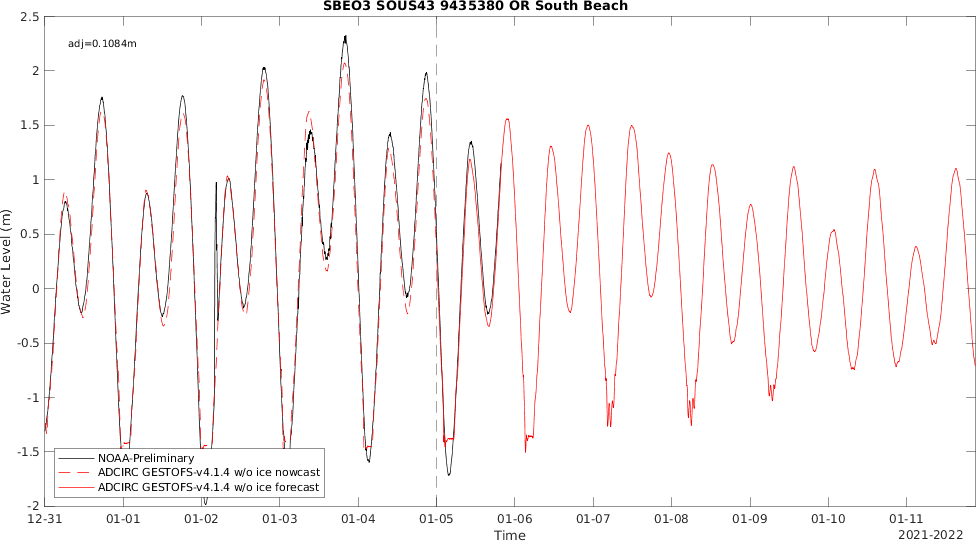 SBEO3 SOUS43 9435380 OR South Beach
adj=0.1084m
Water Level (m)
2.5
2
1.5
1
0.5
0
-0.5
-1
-1.5
-2
NOAA-Preliminary
ADCIRC GESTOFS-v4.1.4 w/o ice nowcast
ADCIRC GESTOFS-v4.1.4 w/o ice forecast
12-31 01-01 01-02 01-03 01-04 01-05 01-06 01-07 01-08 01-09 01-10 01-11
Time
2021-2022